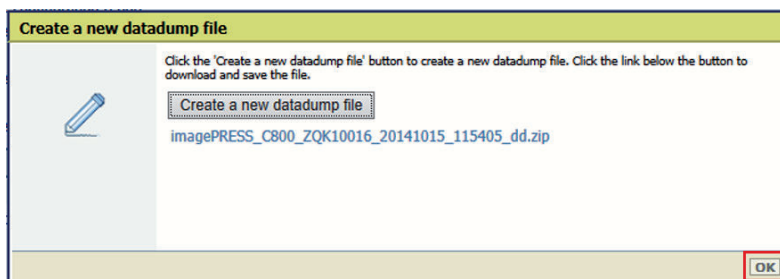 Create a new datadump file
Click the 'Create a new datadump file' button to create a new datadump file. Click the link below the button to
download and save the file.
Create a new datadump file
imagePRESS_C800_ZQK10016_20141015_115405_dd.zip
OK